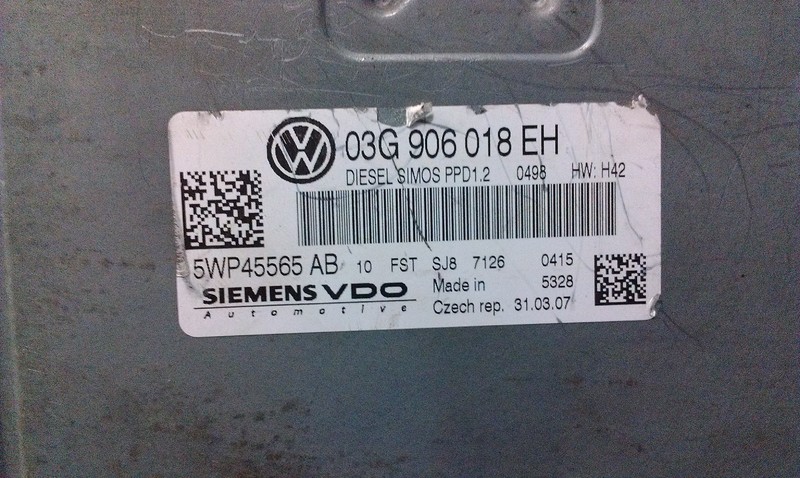 03G 906 018 EH
DIESEL SIMOS PPD1.2 0498 HW: H42
5WP45565 AB 10 FST SJ8 7126 0415
SIEMENS VDO Made in 5328
Automotive Czech rep. 31.03.07